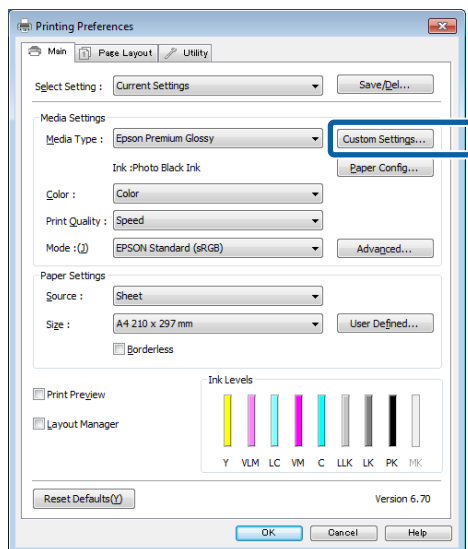 Printing Preferences
Main Page Layout Utility
Select Setting : Current Settings Save/Del...
Media Settings
Media Type : Epson Premium Glossy Custom Settings...
Ink :Photo Black Ink Paper Config...
Color : Color
Print Quality : Speed
Mode :(J) EPSON Standard (sRGB) Advanced...
Paper Settings
Source : Sheet
Size : A4 210 x 297 mm User Defined...
Borderless
Ink Levels
Print Preview
Layout Manager
Y VLM LC VM C LLK LK PK MK
Reset Defaults(Y) Version 6.70
OK Cancel Help